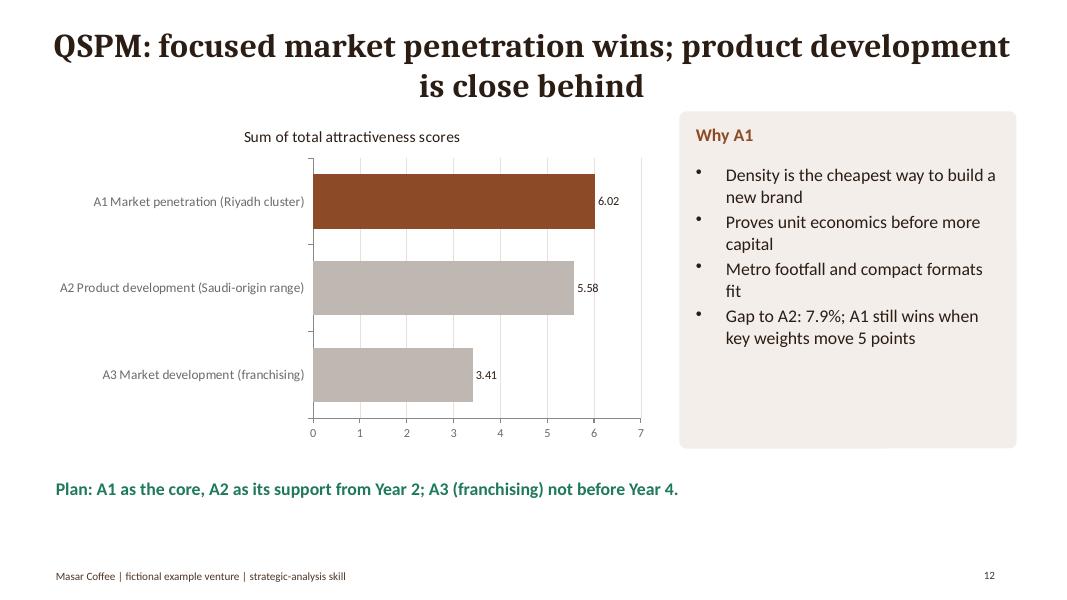 QSPM: focused market penetration wins; product development
is close behind
Sum of total attractiveness scores
A1 Market penetration (Riyadh cluster)
6.02
A2 Product development (Saudi-origin range)
5.58
A3 Market development (franchising)
3.41
0 1 2 3 4 5 6 7
Why A1
• Density is the cheapest way to build a
new brand
• Proves unit economics before more
capital
• Metro footfall and compact formats
fit
• Gap to A2: 7.9%; A1 still wins when
key weights move 5 points
Plan: A1 as the core, A2 as its support from Year 2; A3 (franchising) not before Year 4.
Masar Coffee | fictional example venture | strategic-analysis skill
12